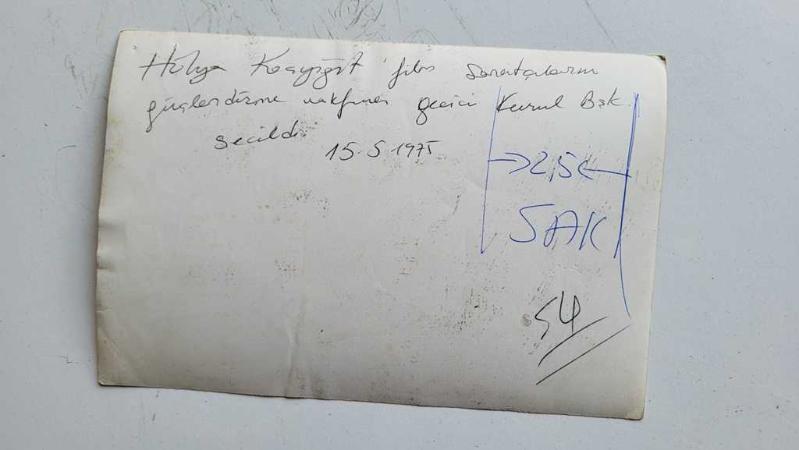 Hülya Koçyiğit film Sanatçılarını
güçlendirme vakfının geçici Kurul Bşk.
seçildi
15.5.1975
→2,5←
SAK
54